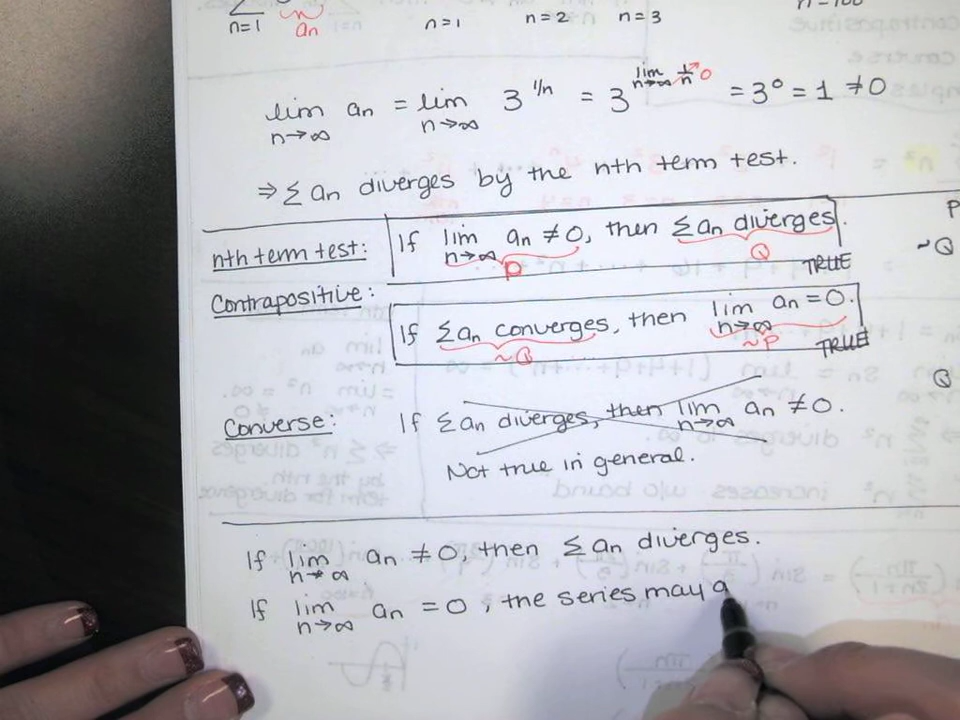 n=1 an n=1 n=2 n=3
lim n→∞ an = lim n→∞ 3^1/n = 3^lim n→∞ 1/n → 0 = 3^0 = 1 ≠ 0
⇒ Σ an diverges by the nth term test.
nth term test: If lim n→∞ an ≠ 0, then Σ an diverges.
P Q TRUE
P
~Q
Contrapositive: If Σ an converges, then lim n→∞ an = 0.
~Q ~P TRUE
Q
Converse: If Σ an diverges, then lim n→∞ an ≠ 0.
Not true in general.
If lim n→∞ an ≠ 0, then Σ an diverges.
If lim n→∞ an = 0, the series may